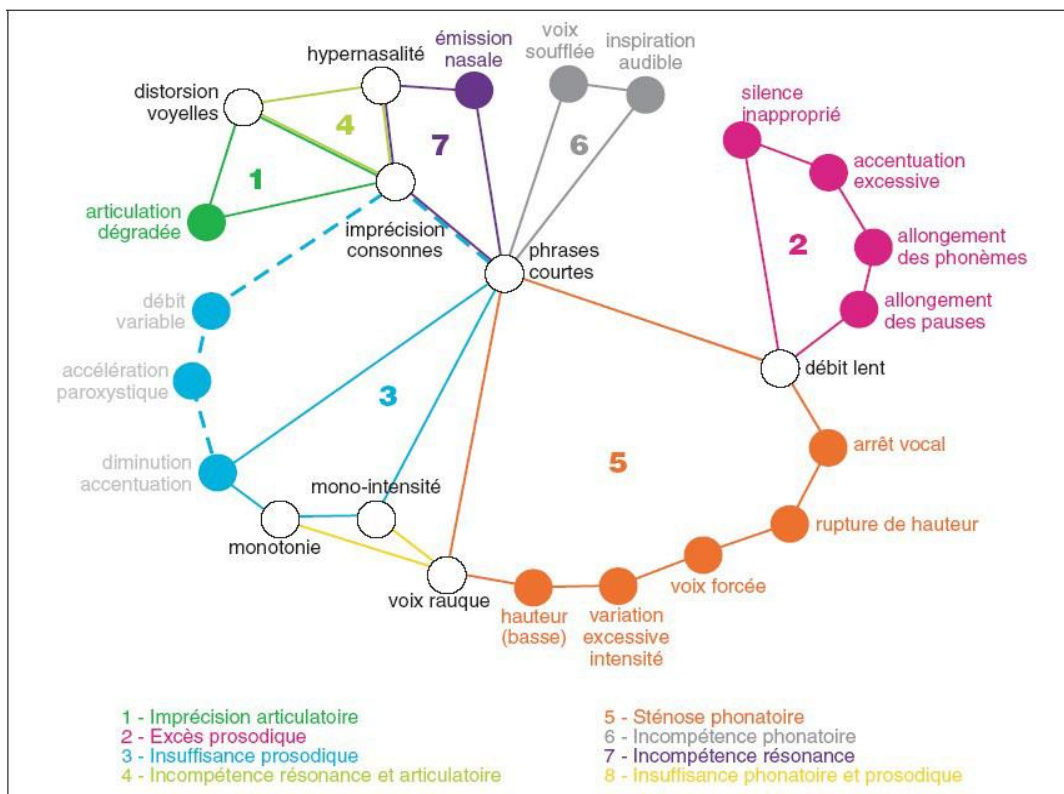 voix
soufflée
inspiration
audible
émission
nasale
hypernasalité
distorsion
voyelles
silence
inapproprié
4
7
6
1
accentuation
excessive
articulation
dégradée
imprécision
consonnes
phrases
courtes
2
allongement
des phonèmes
débit
variable
allongement
des pauses
accélération
paroxystique
débit lent
3
diminution
accentuation
mono-intensité
5
arrêt vocal
monotonie
rupture de hauteur
voix rauque
voix forcée
hauteur
(basse)
variation
excessive
intensité
1 - Imprécision articulatoire
2 - Excès prosodique
3 - Insuffisance prosodique
4 - Incompétence résonance et articulatoire
5 - Sténose phonatoire
6 - Incompétence phonatoire
7 - Incompétence résonance
8 - Insuffisance phonatoire et prosodique